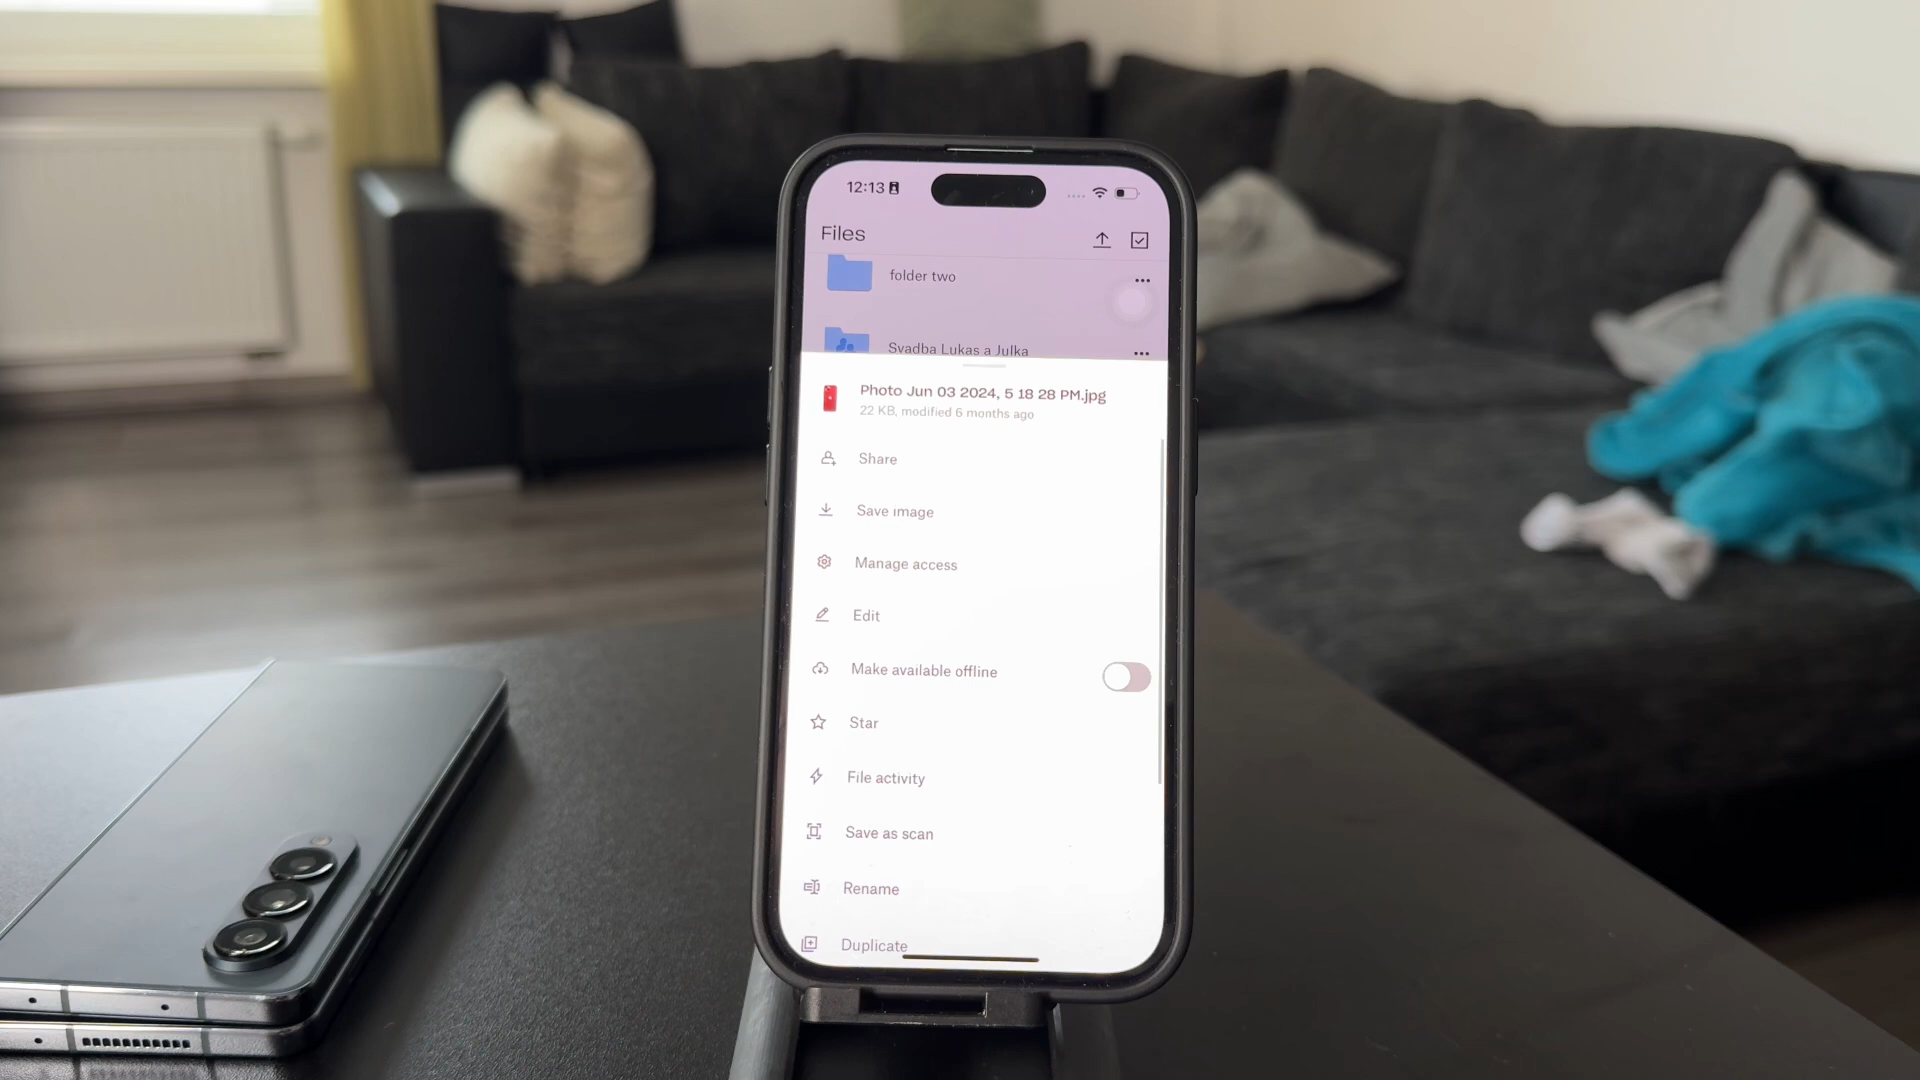 12:13
Files
folder two
Svadba Lukas a Julka
Photo Jun 03 2024, 5 18 28 PM.jpg
22 KB, modified 6 months ago
Share
Save image
Manage access
Edit
Make available offline
Star
File activity
Save as scan
Rename
Duplicate